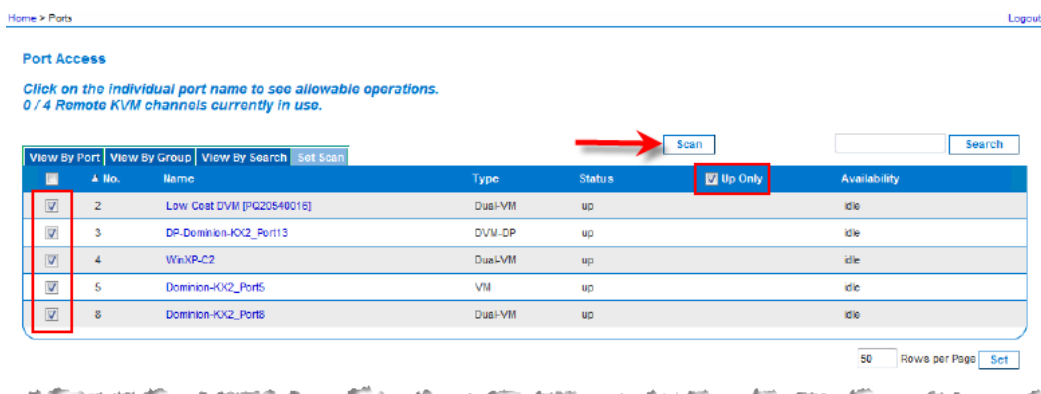 Home > Ports Logout
Port Access
Click on the individual port name to see allowable operations.
0 / 4 Remote KVM channels currently in use.
Scan Search
View By Port View By Group View By Search Set Scan
No. Name Type Status Up Only Availability
2 Low Cost DVM [PQ20540016] Dual-VM up idle
3 DP-Dominion-KX2_Port13 DVM-DP up idle
4 WinXP-C2 Dual-VM up idle
5 Dominion-KX2_Port5 VM up idle
8 Dominion-KX2_Port8 Dual-VM up idle
50 Rows per Page Set